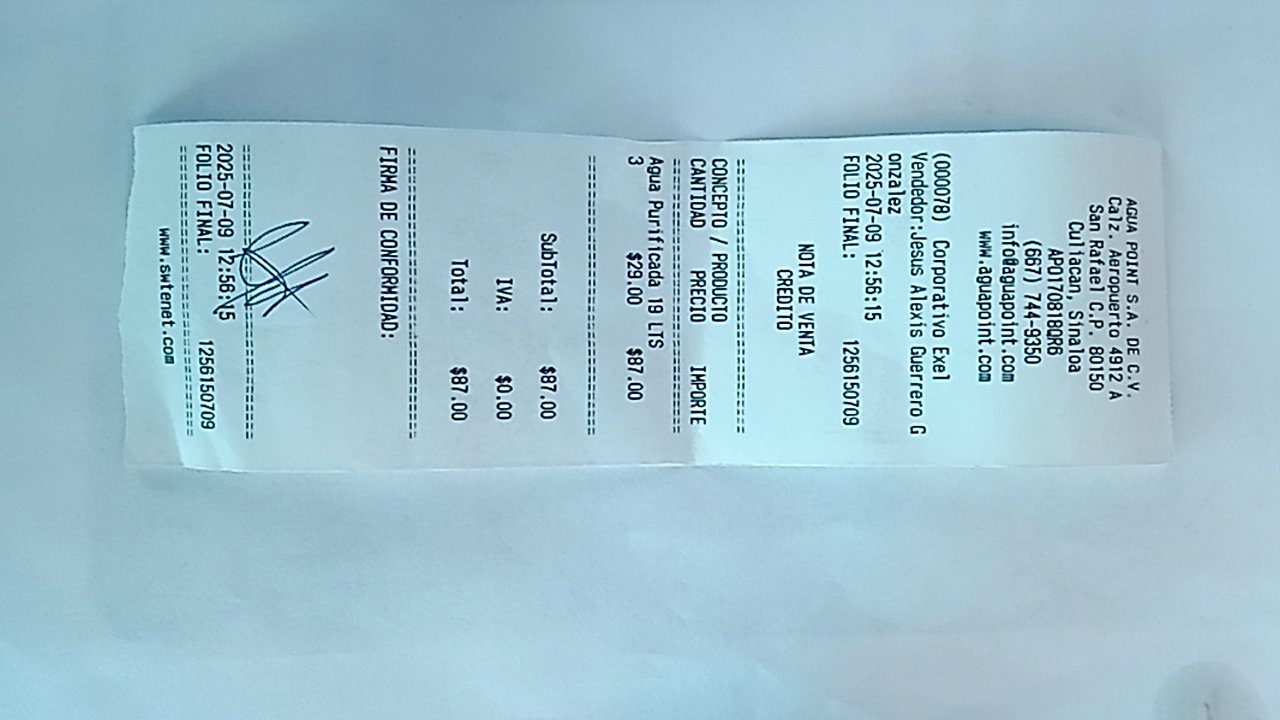 AGUA POINT S.A. DE C.V.
Calz. Aeropuerto 4912 A
San Rafael C.P. 80150
Culiacan, Sinaloa
APO170818QR6
(667) 744-9350
info@aguapoint.com
www.aguapoint.com
(000078) Corporativo Exel
Vendedor:Jesus Alexis Guerrero G
onzalez
2025-07-09 12:56:15
FOLIO FINAL: 1256150709
NOTA DE VENTA
CREDITO
================================
CONCEPTO / PRODUCTO
CANTIDAD PRECIO IMPORTE
================================
Agua Purificada 19 LTS
3 $29.00 $87.00
================================
SubTotal: $87.00
IVA: $0.00
Total: $87.00
================================
FIRMA DE CONFORMIDAD:
================================
2025-07-09 12:56:15
FOLIO FINAL: 1256150709
================================
www.swtenet.com